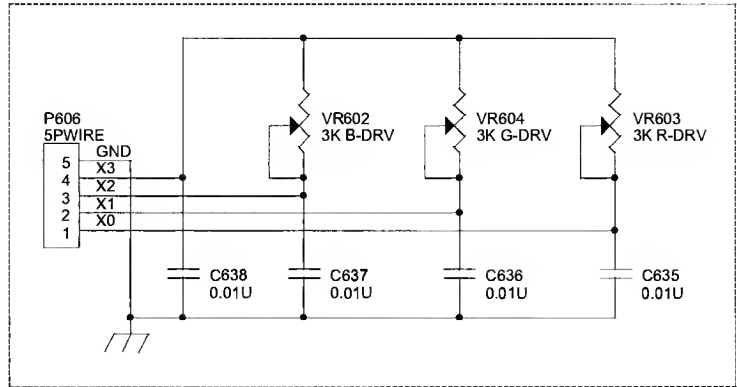 P606
5PWIRE
VR602
3K B-DRV
VR604
3K G-DRV
VR603
3K R-DRV
GND
5
X3
4
X2
3
X1
2
X0
1
C638
0.01U
C637
0.01U
C636
0.01U
C635
0.01U